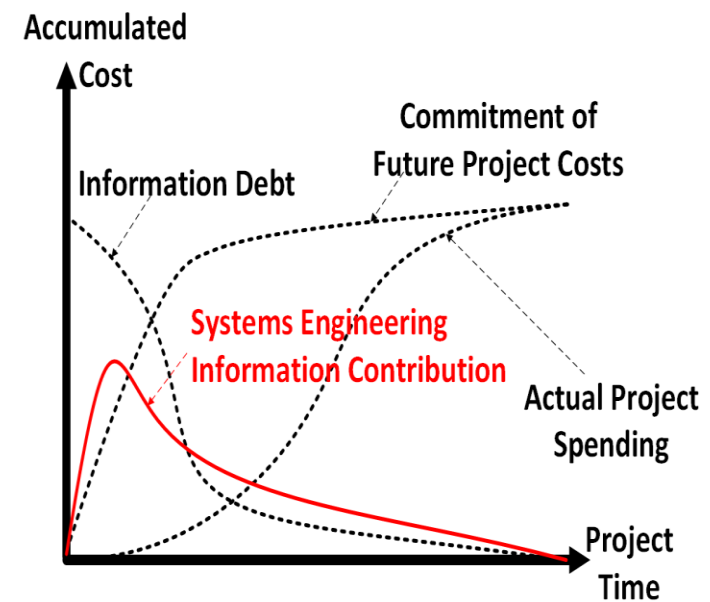 Accumulated
Cost
Commitment of
Future Project Costs
Information Debt
Systems Engineering
Information Contribution
Actual Project
Spending
Project
Time